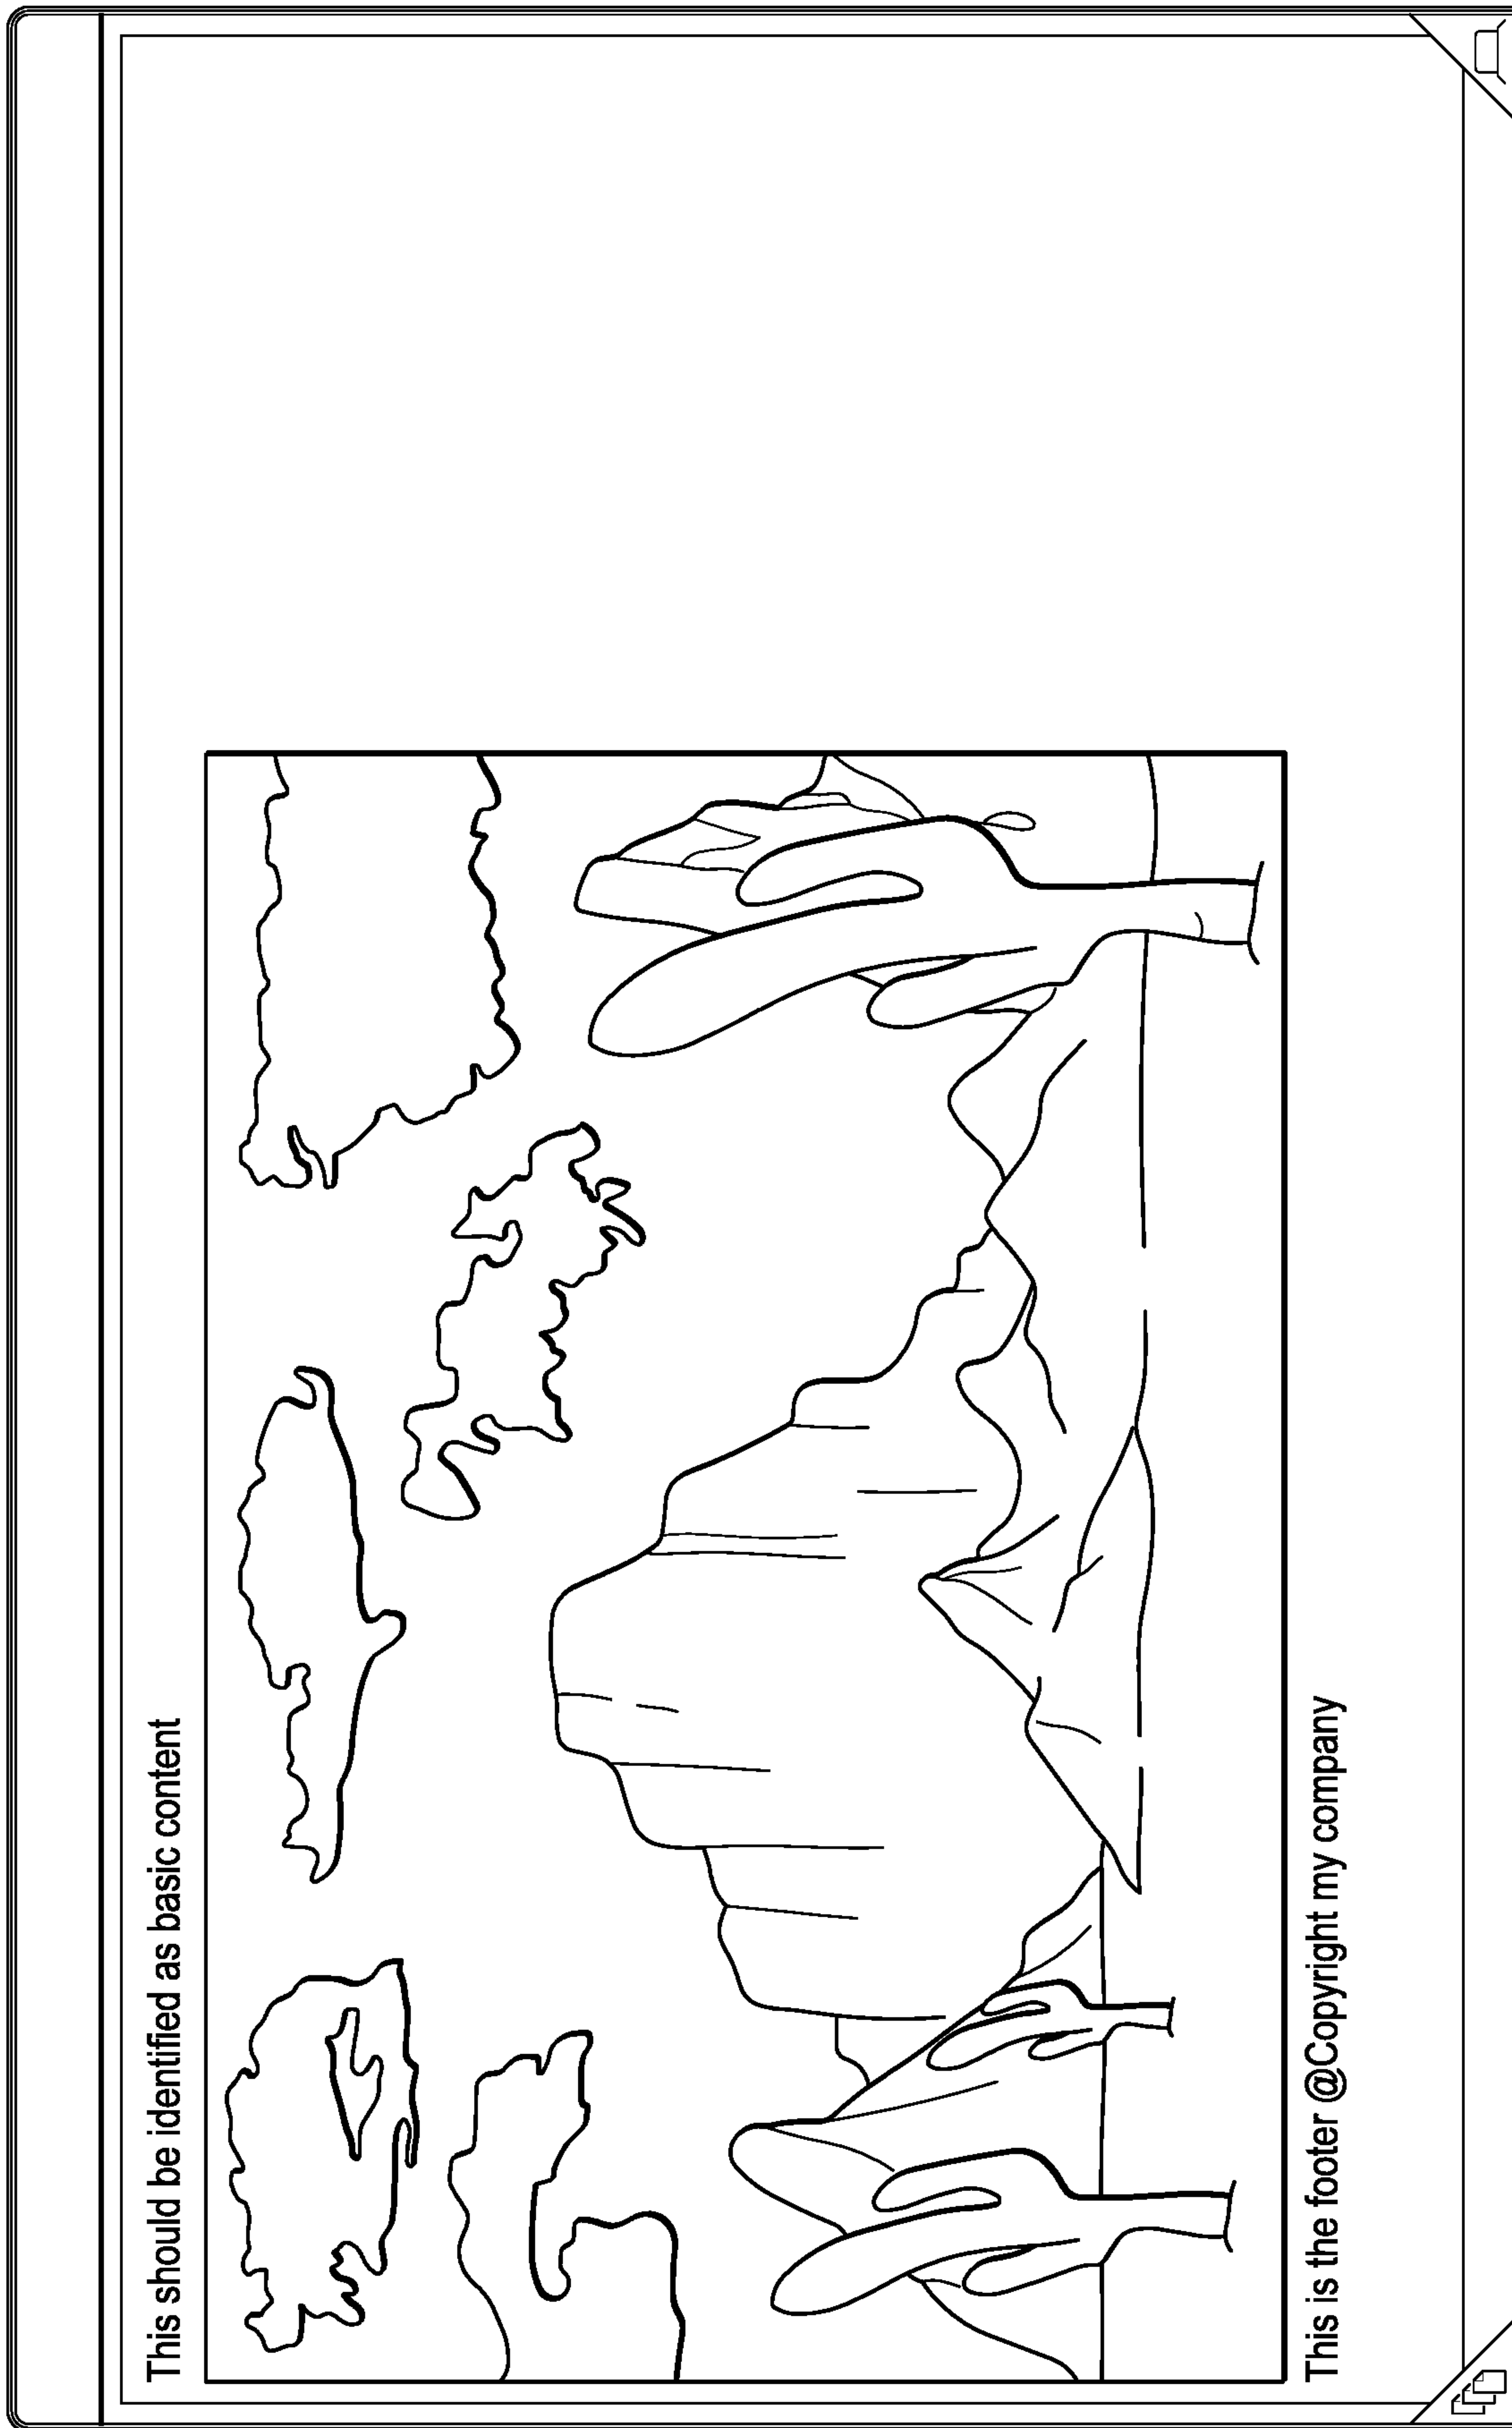 This should be identified as basic content
This is the footer @Copyright my company